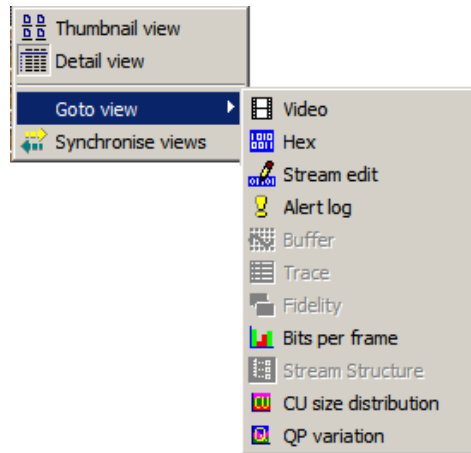 Thumbnail view
Detail view
Goto view
Synchronise views
Video
Hex
Stream edit
Alert log
Buffer
Trace
Fidelity
Bits per frame
Stream Structure
CU size distribution
QP variation